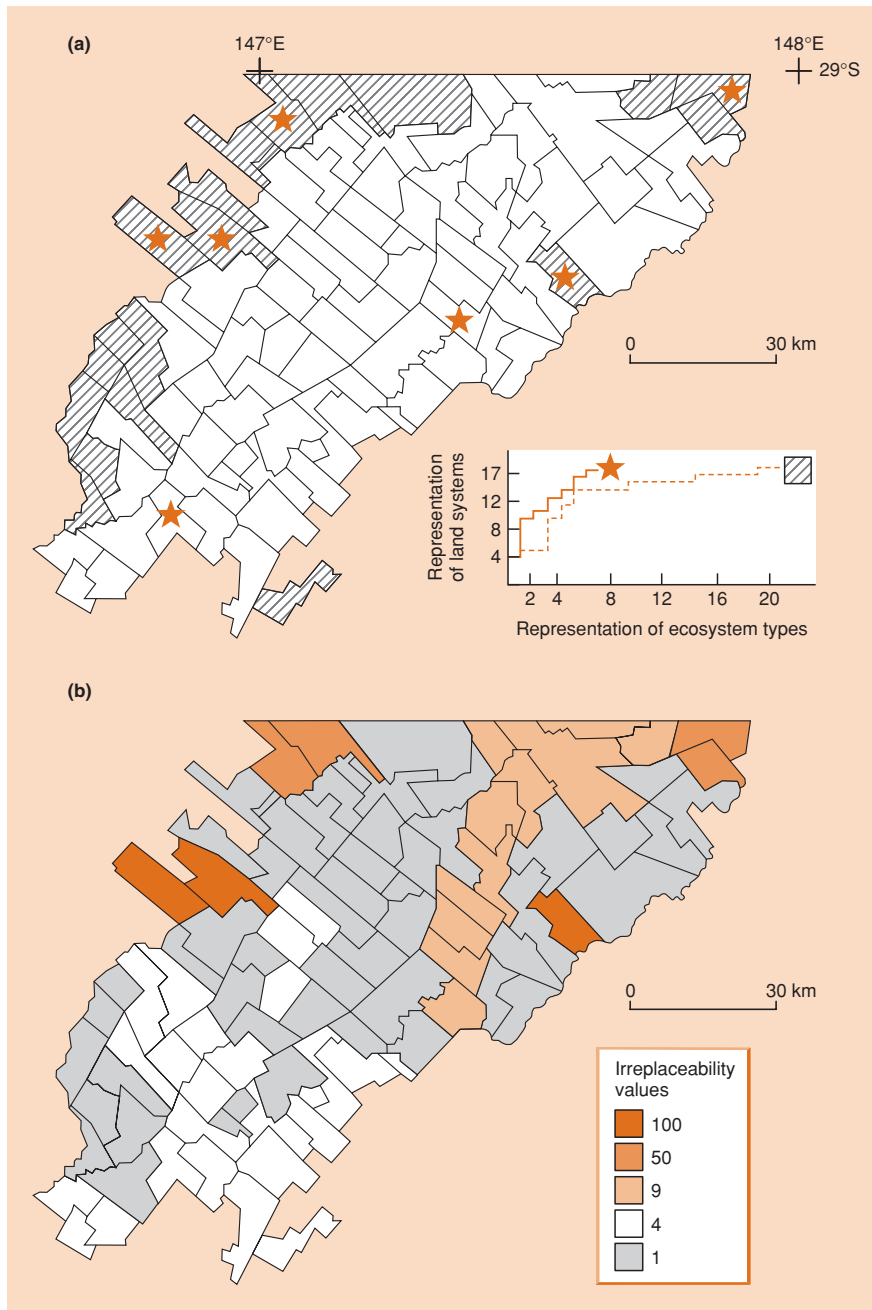 (a)
147°E
148°E
29°S
0
30 km
Representation
of land systems
17
12
8
4
2
4
8
12
16
20
Representation of ecosystem types
(b)
0
30 km
Irreplaceability
values
100
50
9
4
1